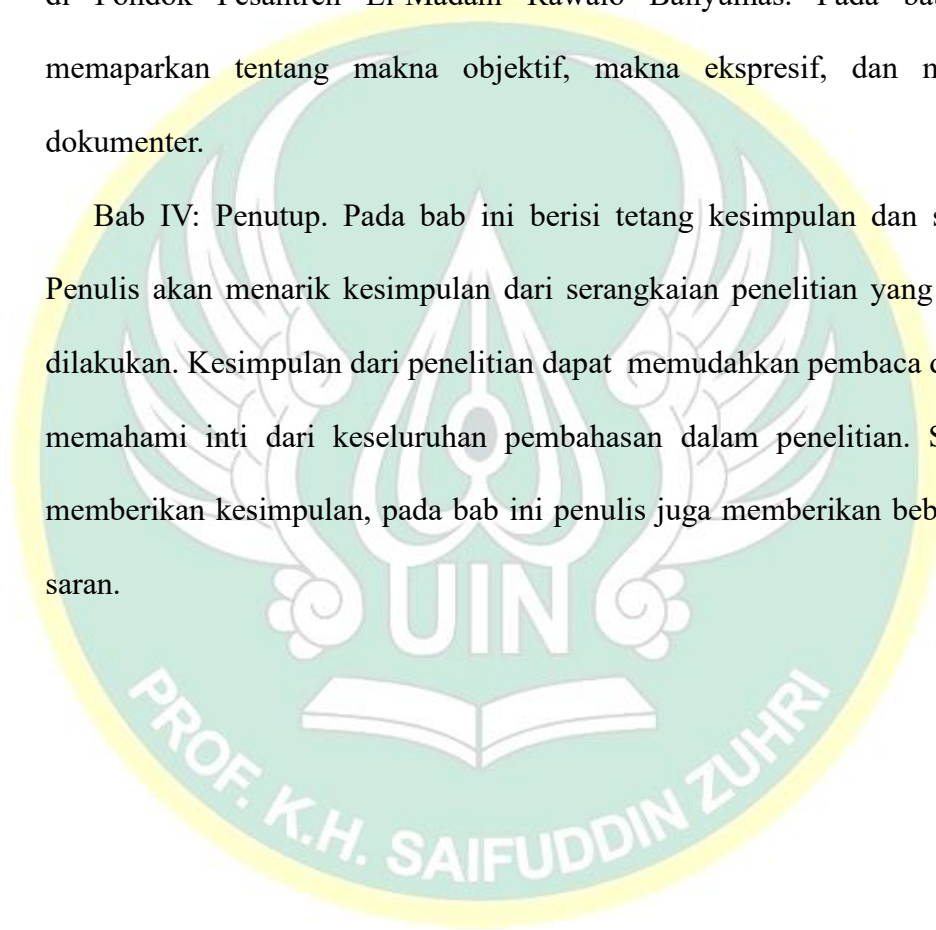 di Pondok Pesantren El-Madani Rawalo Banyumas. Pada
memaparkan tentang makna objektif, makna ekspresif, dan
dokumenter.
Bab IV: Penutup. Pada bab ini berisi tetang kesimpulan dan
Penulis akan menarik kesimpulan dari serangkaian penelitian yang
dilakukan. Kesimpulan dari penelitian dapat memudahkan pembaca
memahami inti dari keseluruhan pembahasan dalam penelitian.
memberikan kesimpulan, pada bab ini penulis juga memberikan
saran.
UIN
PROF. K.H. SAIFUDDIN ZUHRI